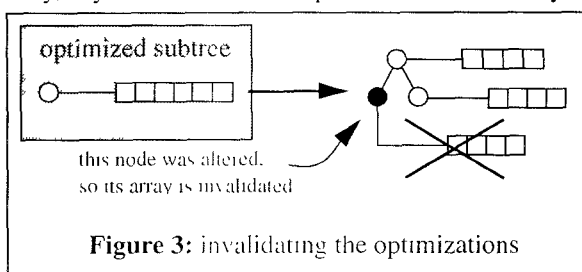 optimized subtree
this node was altered.
so its array is invalidated
Figure 3: invalidating the optimizations